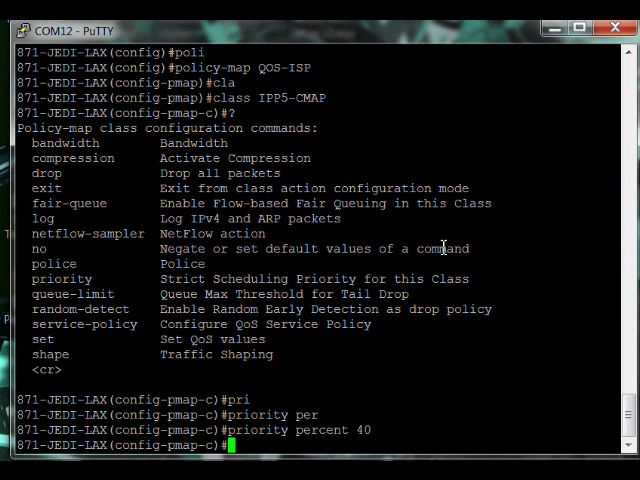 COM12 - PuTTY
871-JEDI-LAX(config)#poli
871-JEDI-LAX(config)#policy-map QOS-ISP
871-JEDI-LAX(config-pmap)#cla
871-JEDI-LAX(config-pmap)#class IPP5-CMAP
871-JEDI-LAX(config-pmap-c)#?
Policy-map class configuration commands:
bandwidth Bandwidth
compression Activate Compression
drop Drop all packets
exit Exit from class action configuration mode
fair-queue Enable Flow-based Fair Queuing in this Class
log Log IPv4 and ARP packets
netflow-sampler NetFlow action
no Negate or set default values of a command
police Police
priority Strict Scheduling Priority for this Class
queue-limit Queue Max Threshold for Tail Drop
random-detect Enable Random Early Detection as drop policy
service-policy Configure QoS Service Policy
set Set QoS values
shape Traffic Shaping
<cr>
871-JEDI-LAX(config-pmap-c)#pri
871-JEDI-LAX(config-pmap-c)#priority per
871-JEDI-LAX(config-pmap-c)#priority percent 40
871-JEDI-LAX(config-pmap-c)#